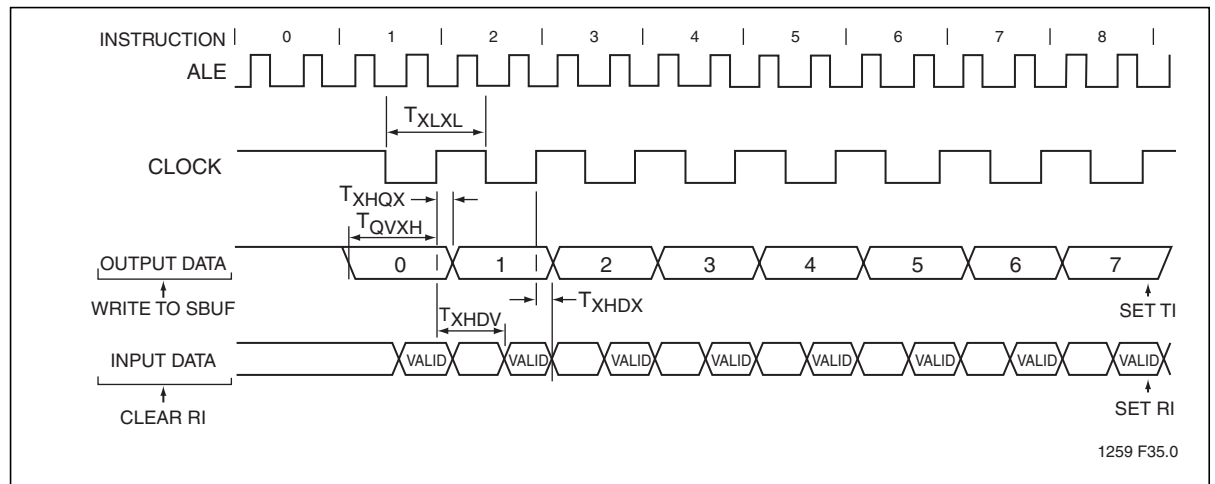 INSTRUCTION 0 1 2 3 4 5 6 7 8
ALE
TXLXL
CLOCK
TXHQX
TQVXH
OUTPUT DATA 0 1 2 3 4 5 6 7
WRITE TO SBUF
TXHDX
SET TI
TXHDV
INPUT DATA VALID VALID VALID VALID VALID VALID VALID VALID
CLEAR RI
SET RI
1259 F35.0